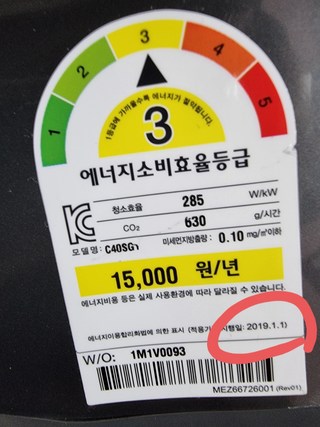 1 2 3 4 5
1등급에 가까울수록 에너지가 절약됩니다.
3
에너지소비효율등급
청소효율 285 W/kW
CO₂ 630 g/시간
미세먼지방출량: 0.10 mg/㎥이하
모델명: C40SG
15,000 원/년
에너지비용 등은 실제 사용환경에 따라 달라질 수 있습니다.
에너지이용합리화법에 의한 표시 (적용기 시행일: 2019.1.1)
W/O: 1M1V0093
MEZ66726001 (Rev01)